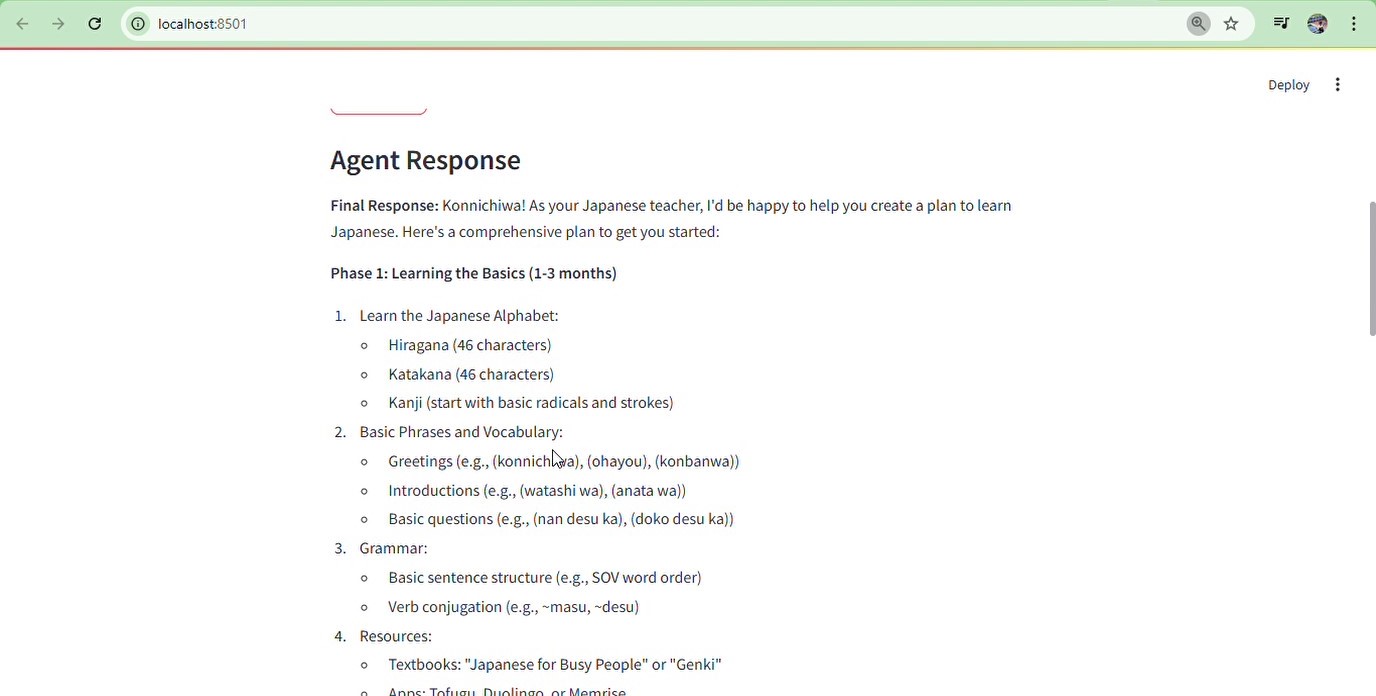 localhost:8501
Deploy
Agent Response
Final Response: Konnichiwa! As your Japanese teacher, I'd be happy to help you create a plan to learn
Japanese. Here's a comprehensive plan to get you started:
Phase 1: Learning the Basics (1-3 months)
1. Learn the Japanese Alphabet:
Hiragana (46 characters)
Katakana (46 characters)
Kanji (start with basic radicals and strokes)
2. Basic Phrases and Vocabulary:
Greetings (e.g., (konnichiwa), (ohayou), (konbanwa))
Introductions (e.g., (watashi wa), (anata wa))
Basic questions (e.g., (nan desu ka), (doko desu ka))
3. Grammar:
Basic sentence structure (e.g., SOV word order)
Verb conjugation (e.g., ~masu, ~desu)
4. Resources:
Textbooks: "Japanese for Busy People" or "Genki"
Apps: Tofugu, Duolingo, or Memrise